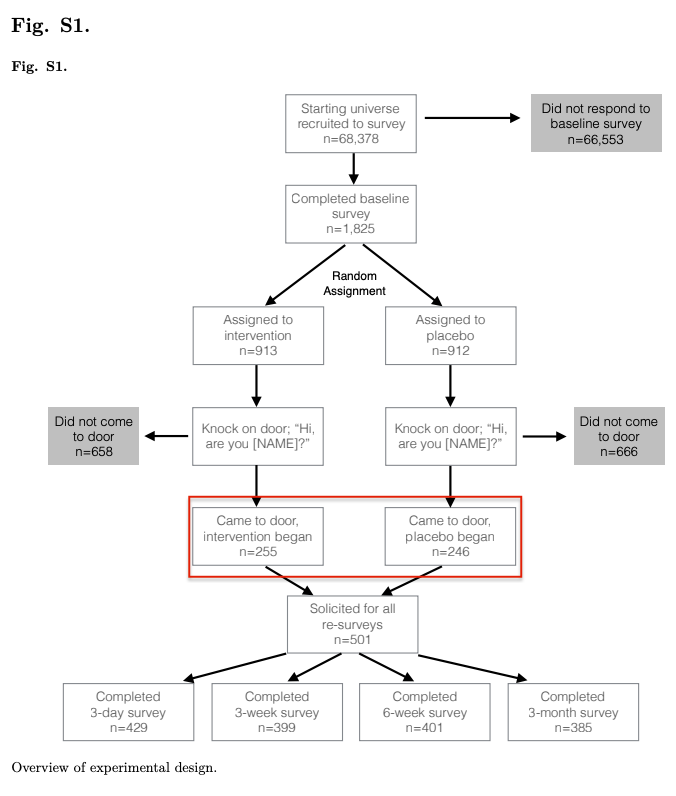 Fig. S1.
Fig. S1.
Starting universe
recruited to survey
n=68,378
Did not respond to
baseline survey
n=66,553
Completed baseline
survey
n=1,825
Random
Assignment
Assigned to
intervention
n=913
Assigned to
placebo
n=912
Did not come
to door
n=658
Knock on door; “Hi,
are you [NAME]?”
Knock on door; “Hi,
are you [NAME]?”
Did not come
to door
n=666
Came to door,
intervention began
n=255
Came to door,
placebo began
n=246
Solicited for all
re-surveys
n=501
Completed
3-day survey
n=429
Completed
3-week survey
n=399
Completed
6-week survey
n=401
Completed
3-month survey
n=385
Overview of experimental design.